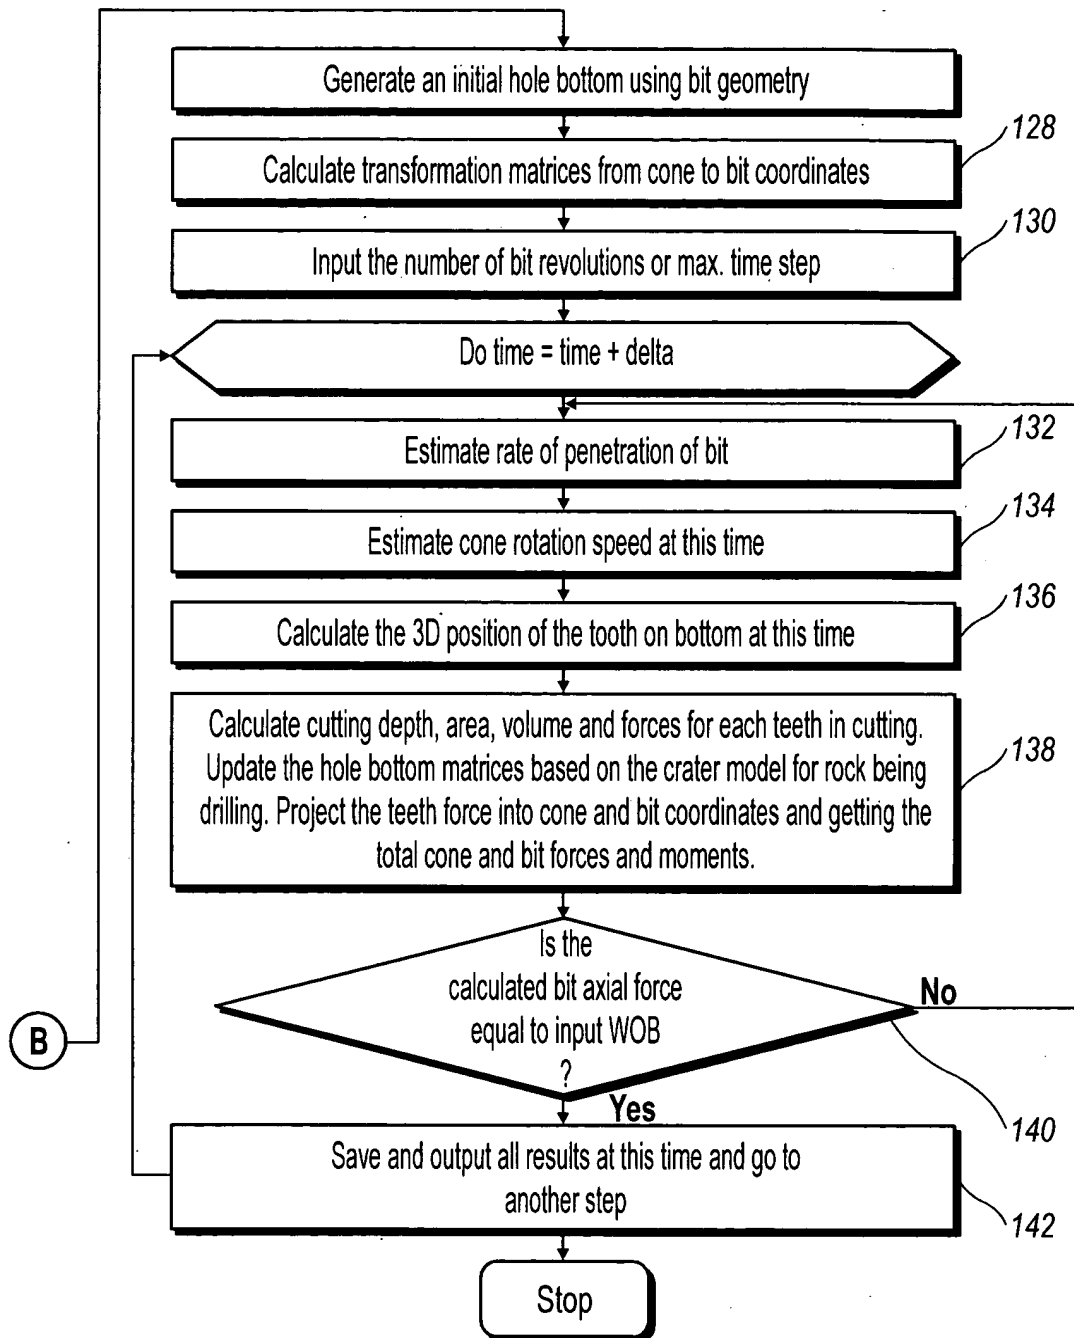 Generate an initial hole bottom using bit geometry
128
Calculate transformation matrices from cone to bit coordinates
130
Input the number of bit revolutions or max. time step
Do time = time + delta
132
Estimate rate of penetration of bit
134
Estimate cone rotation speed at this time
136
Calculate the 3D position of the tooth on bottom at this time
Calculate cutting depth, area, volume and forces for each teeth in cutting.
Update the hole bottom matrices based on the crater model for rock being
drilling. Project the teeth force into cone and bit coordinates and getting the
total cone and bit forces and moments.
138
Is the
calculated bit axial force
equal to input WOB
?
No
B
Yes
140
Save and output all results at this time and go to
another step
142
Stop